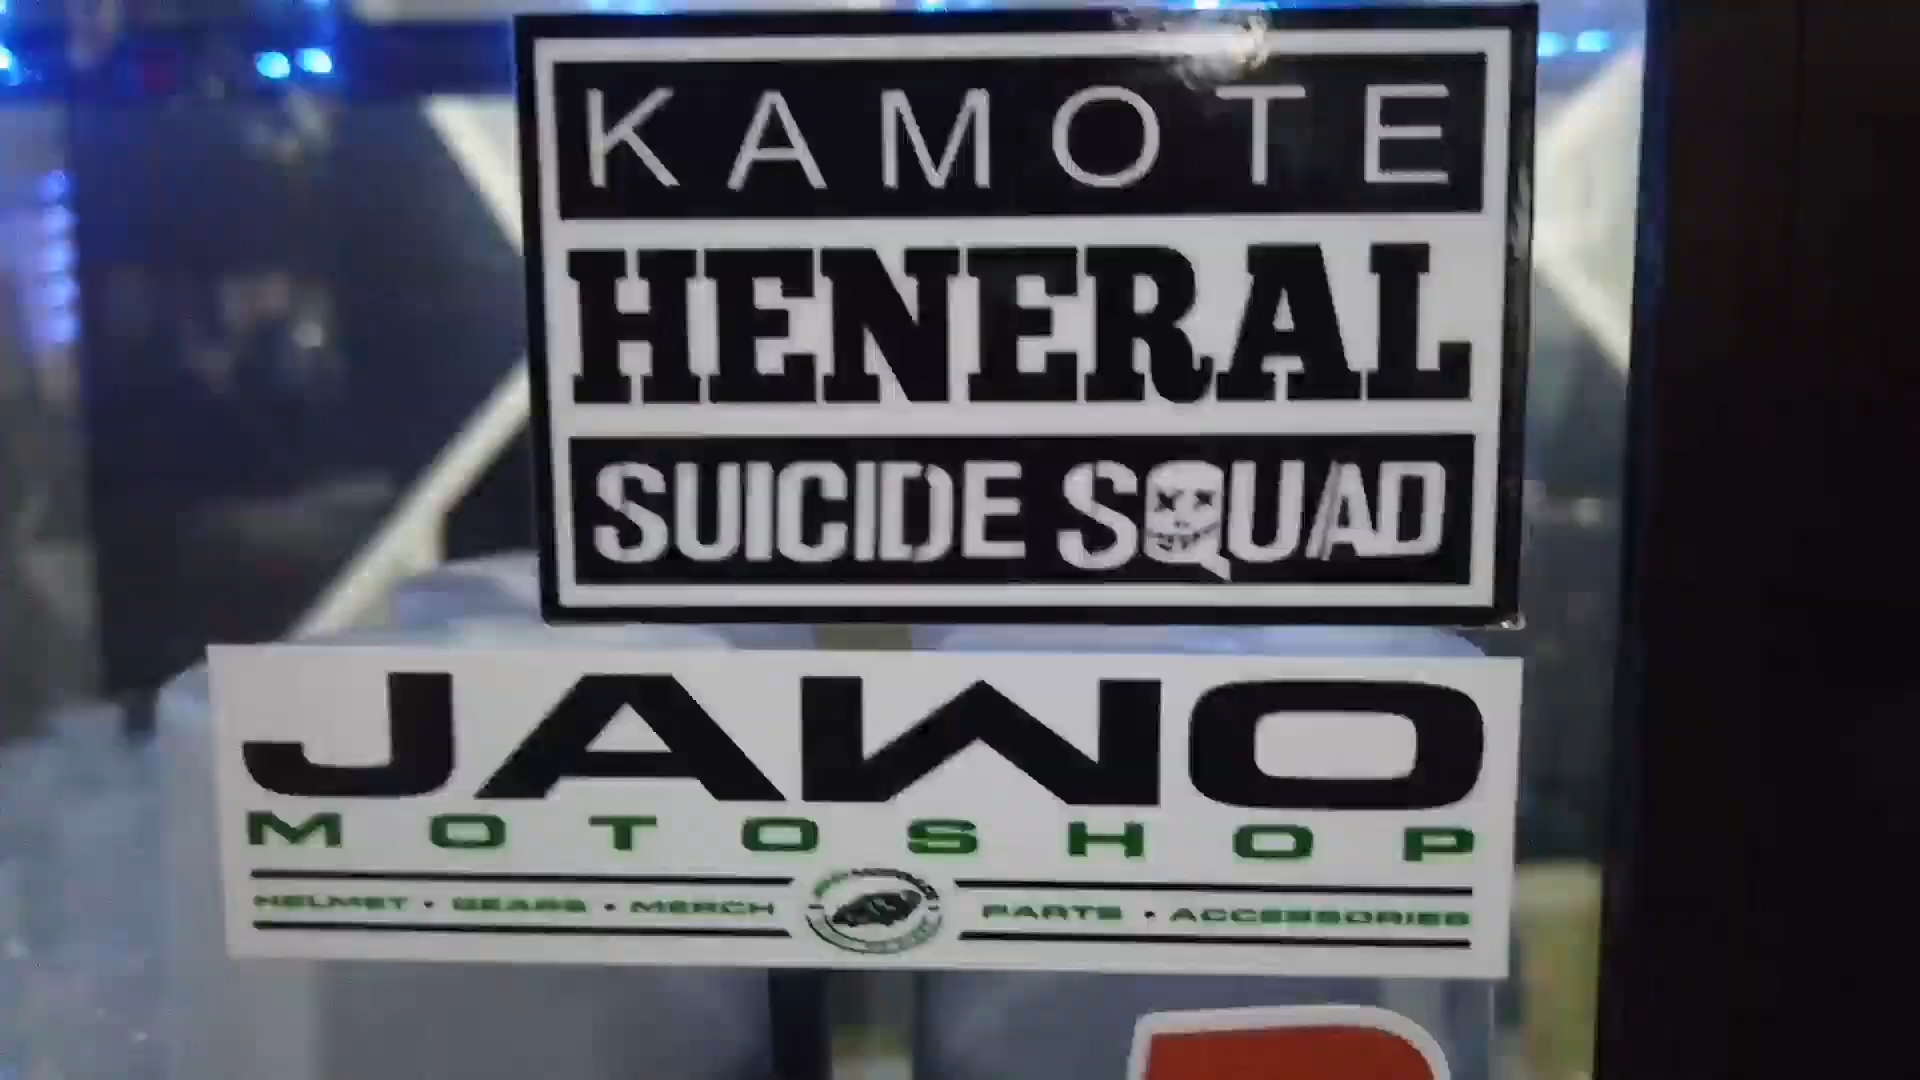 KAMOTE
HENERAL
SUICIDE SQUAD
JAWO
MOTOSHOP
HELMET · GEARS · MERCH
PARTS · ACCESSORIES